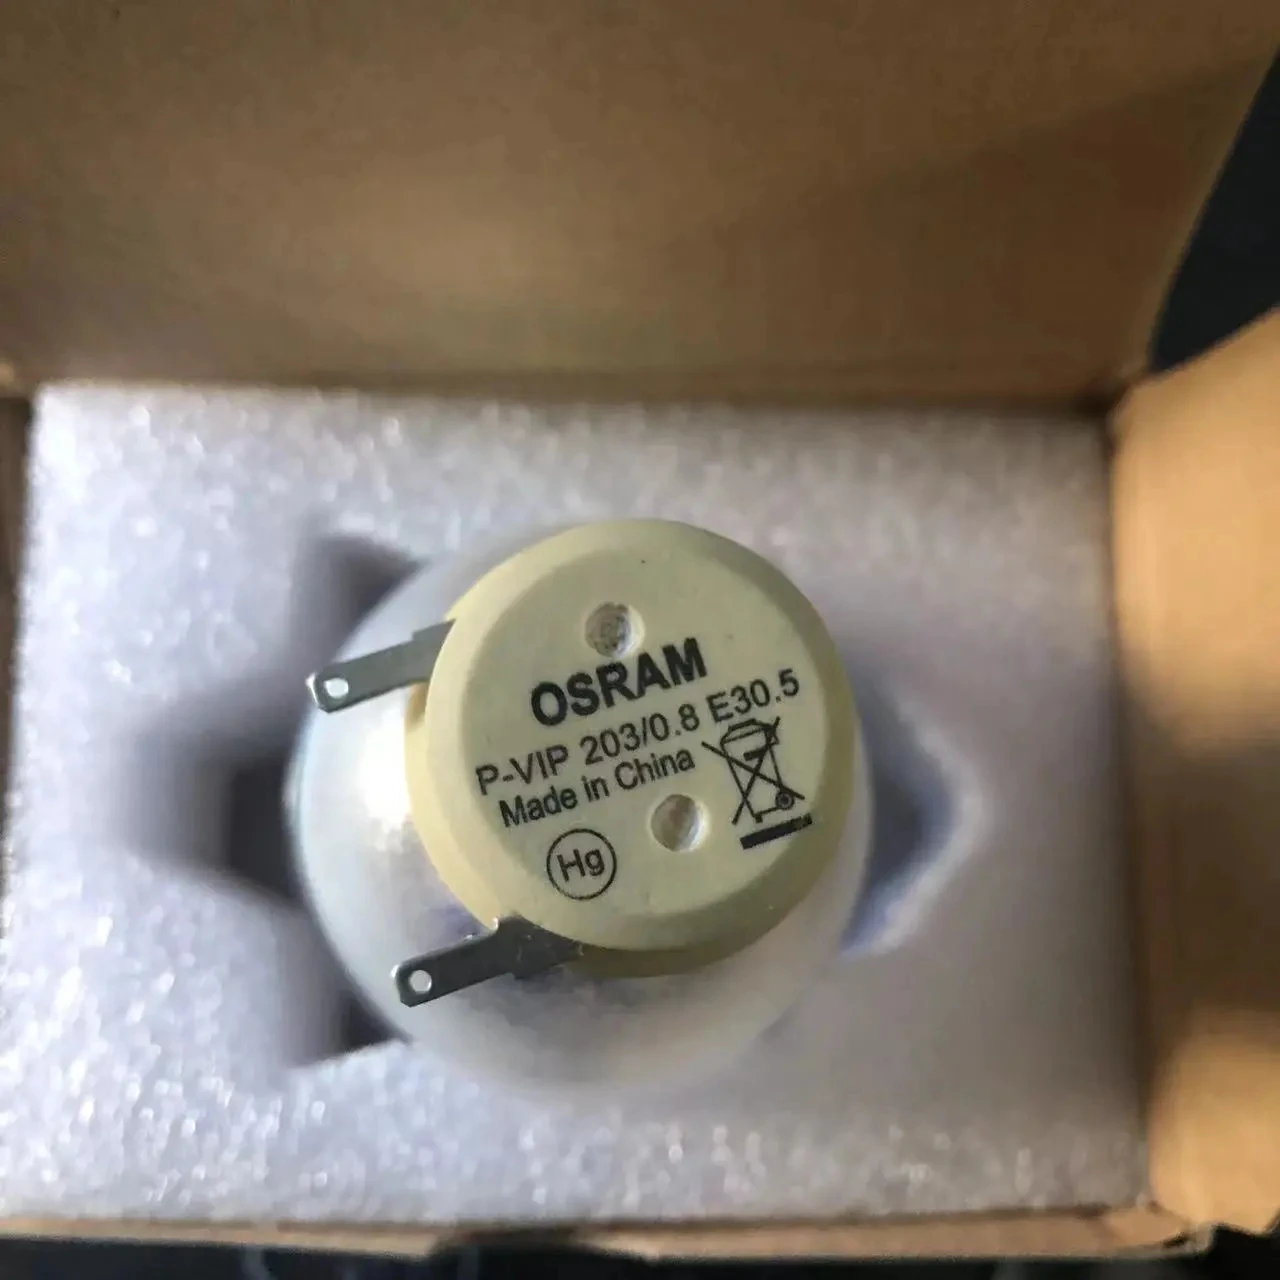 OSRAM
P-VIP 203/0.8 E30.5
Made in China
Hg